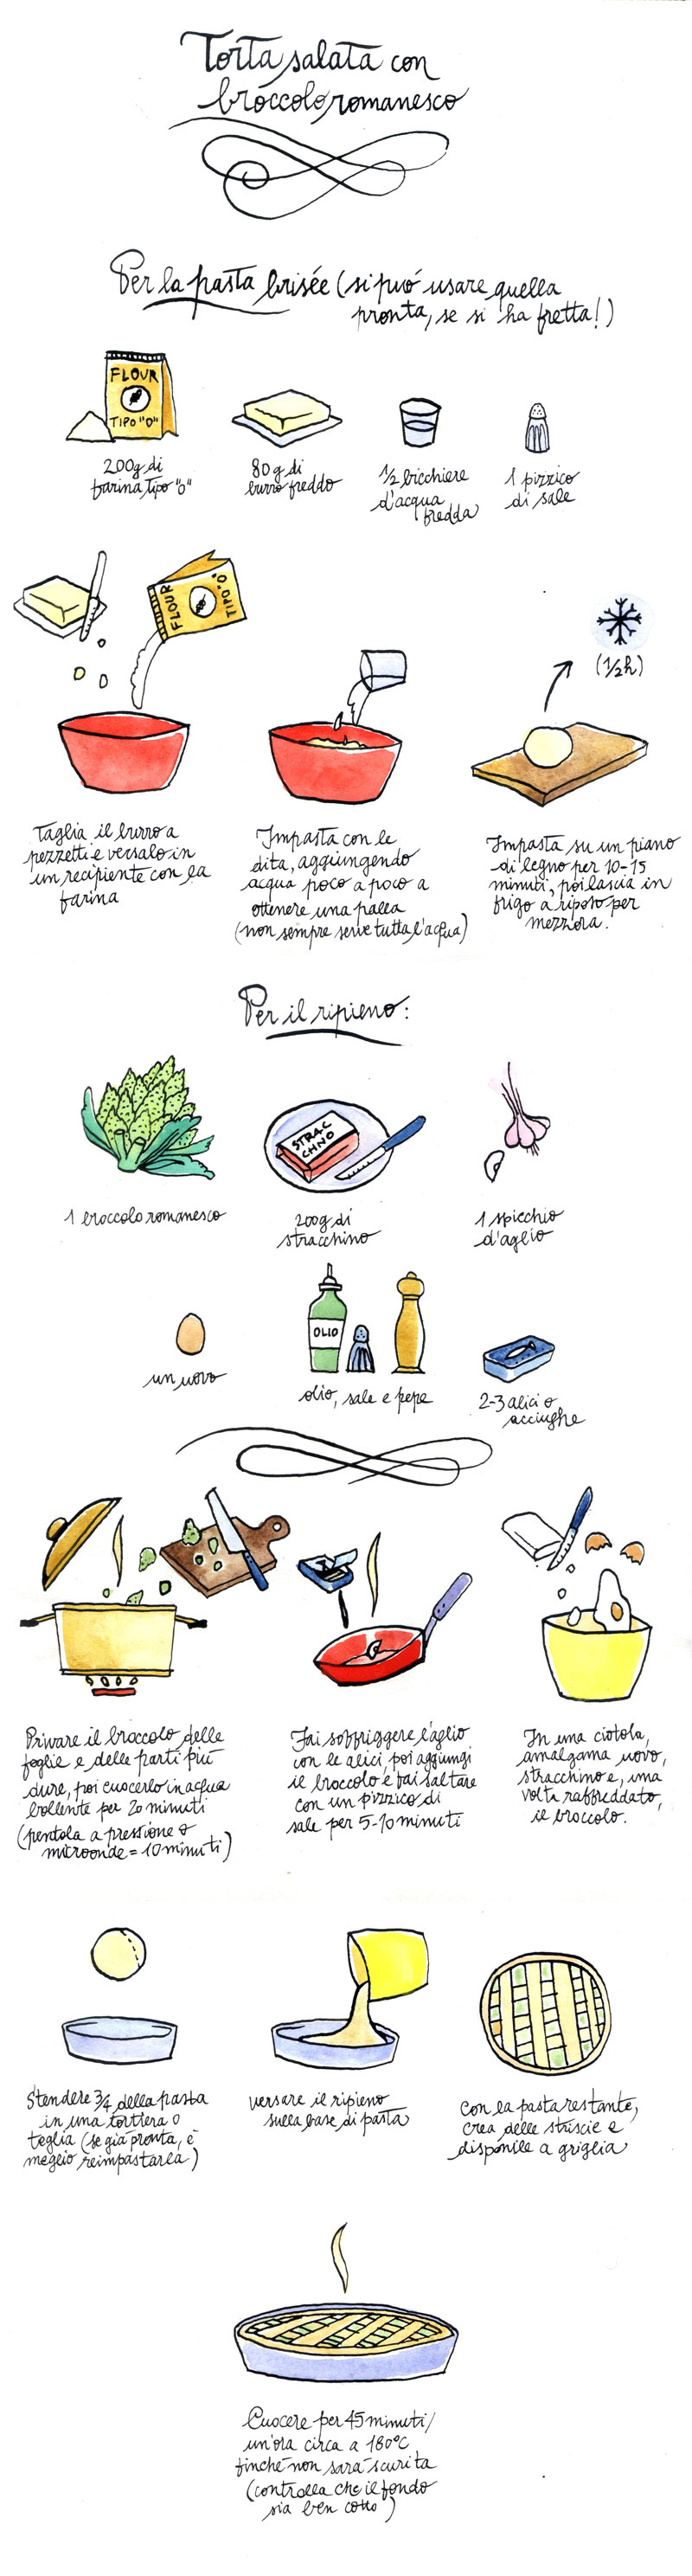 Torta salata con
broccolo romanesco
Per la pasta brisée (si può usare quella
pronta, se si ha fretta!)
FLOUR
TIPO "0"
200g di
farina tipo "0"
80g di
burro freddo
1/2 bicchiere
d'acqua
fredda
1 pizzico
di sale
FLOUR
TIPO "0"
(1/2h)
Taglia il burro a
pezzetti e versalo in
un recipiente con la
farina
Impasta con le
dita, aggiungendo
acqua poco a poco a
ottenere una palla
(non sempre serve tutta l'acqua)
Impasta su un piano
di legno per 10-15
minuti, poi lascia in
frigo a riposo per
mezz'ora.
Per il ripieno:
STRAC
CHNO
1 broccolo romanesco
200g di
stracchino
1 spicchio
d'aglio
OLIO
un uovo
olio, sale e pepe
2-3 alici o
acciughe
Privare il broccolo delle
foglie e delle parti più
dure, poi cuocerlo in acqua
bollente per 20 minuti
(pentola a pressione o
microonde = 10 minuti)
Fai soffriggere l'aglio
con le alici, poi aggiungi
il broccolo e fai saltare
con un pizzico di
sale per 5-10 minuti
In una ciotola,
amalgama uovo,
stracchino e, una
volta raffreddato,
il broccolo.
Stendere 3/4 della pasta
in una tortiera o
teglia (se già pronta, è
meglio reimpastarla)
versare il ripieno
sulla base di pasta
con la pasta restante,
crea delle striscie e
disponile a griglia
Cuocere per 45 minuti/
un'ora circa a 180°C
finché non sarà scurita
(controlla che il fondo
sia ben cotto)